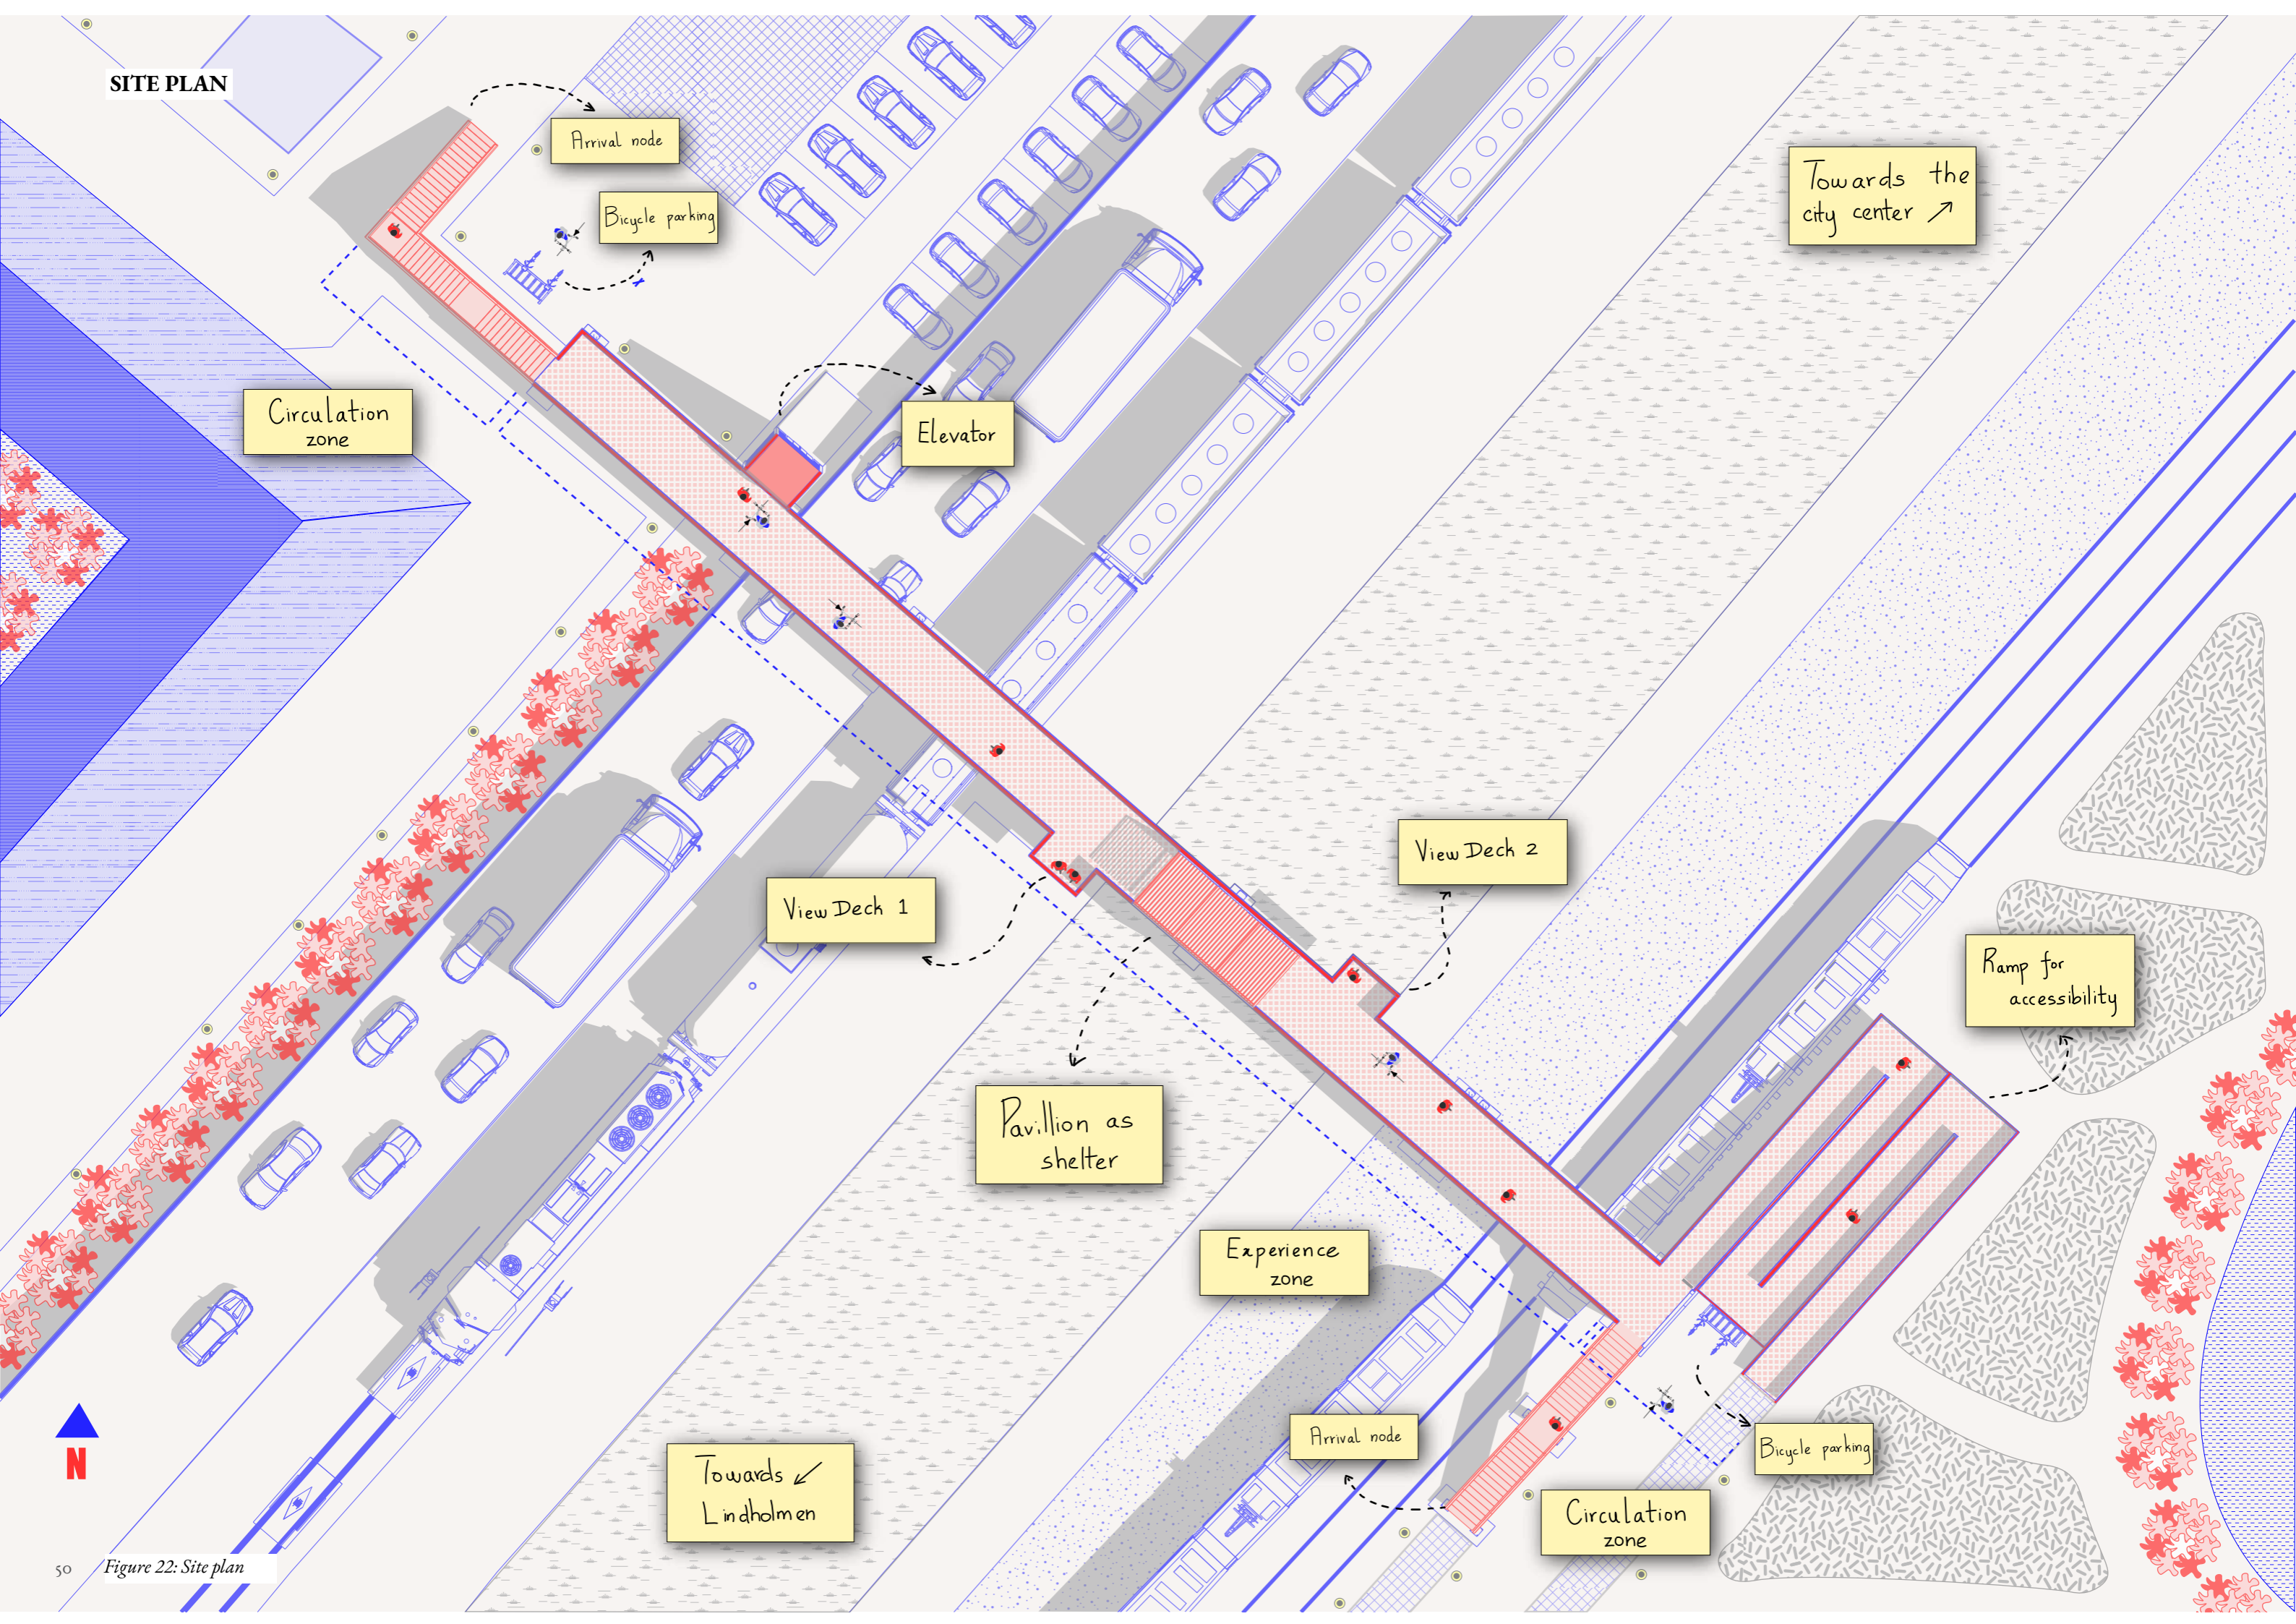 SITE PLAN
Arrival node
Bicycle parking
Towards the
city center ↗
Circulation
zone
Elevator
View Deck 2
View Deck 1
Ramp for
accessibility
Pavillion as
shelter
Experience
zone
Arrival node
Bicycle parking
Towards ↙
Lindholmen
Circulation
zone
N
50
Figure 22: Site plan